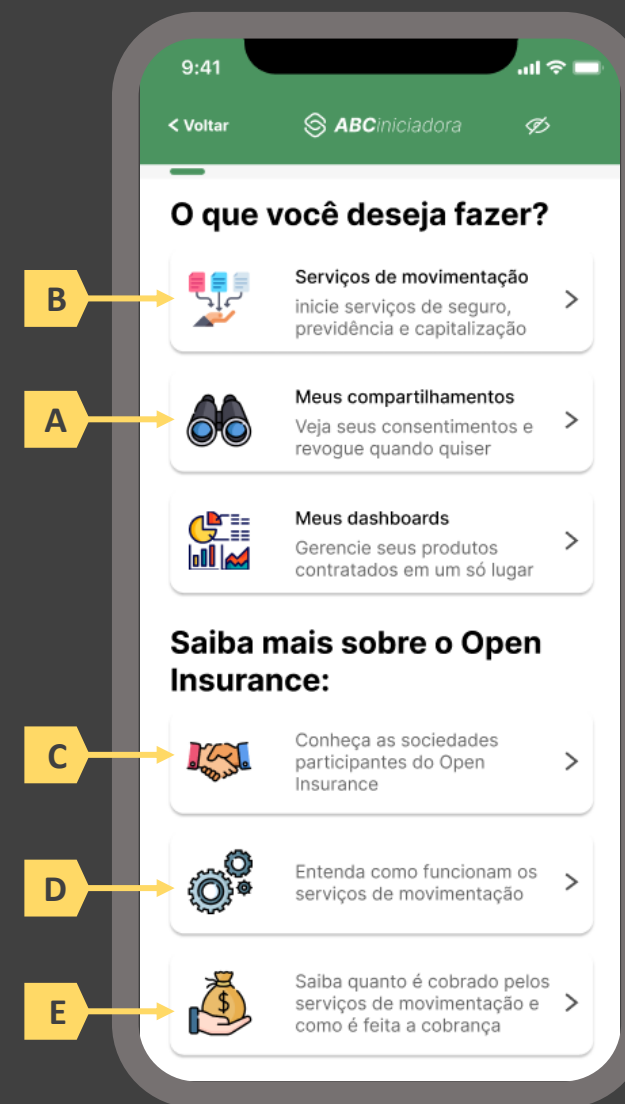 9:41
< Voltar
ABCiniciadora
O que você deseja fazer?
B
Serviços de movimentação
inicie serviços de seguro,
previdência e capitalização
A
Meus compartilhamentos
Veja seus consentimentos e
revogue quando quiser
Meus dashboards
Gerencie seus produtos
contratados em um só lugar
Saiba mais sobre o Open
Insurance:
C
Conheça as sociedades
participantes do Open
Insurance
D
Entenda como funcionam os
serviços de movimentação
E
$
Saiba quanto é cobrado pelos
serviços de movimentação e
como é feita a cobrança